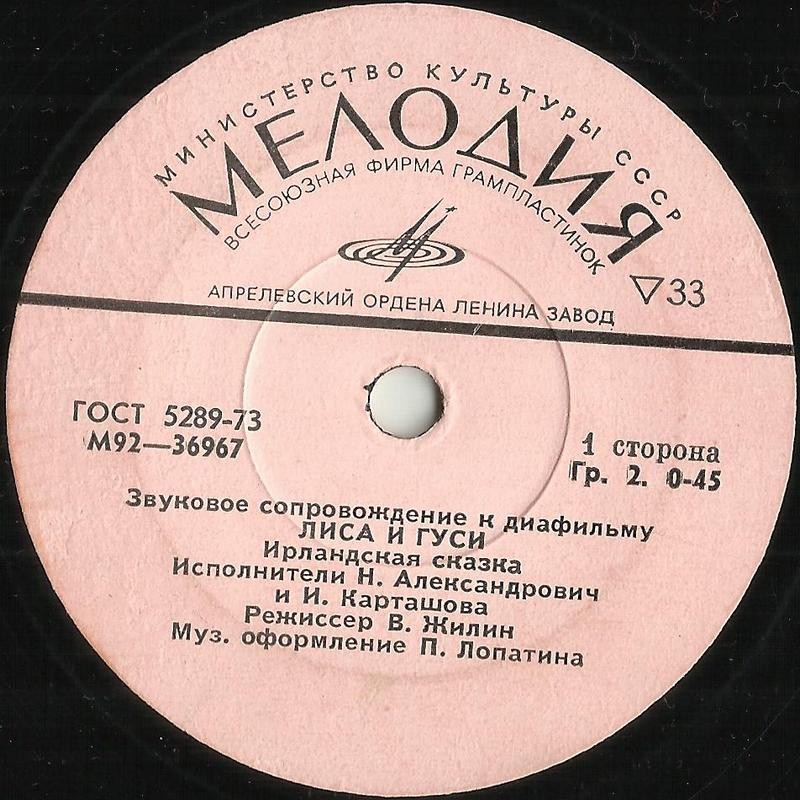 МИНИСТЕРСТВО КУЛЬТУРЫ СССР
МЕЛОДИЯ
ВСЕСОЮЗНАЯ ФИРМА ГРАМПЛАСТИНОК
▽33
АПРЕЛЕВСКИЙ ОРДЕНА ЛЕНИНА ЗАВОД
ГОСТ 5289-73
М92—36967
1 сторона
Гр. 2. 0-45
Звуковое сопровождение к диафильму
ЛИСА И ГУСИ
Ирландская сказка
Исполнители Н. Александрович
и И. Карташова
Режиссер В. Жилин
Муз. оформление П. Лопатина